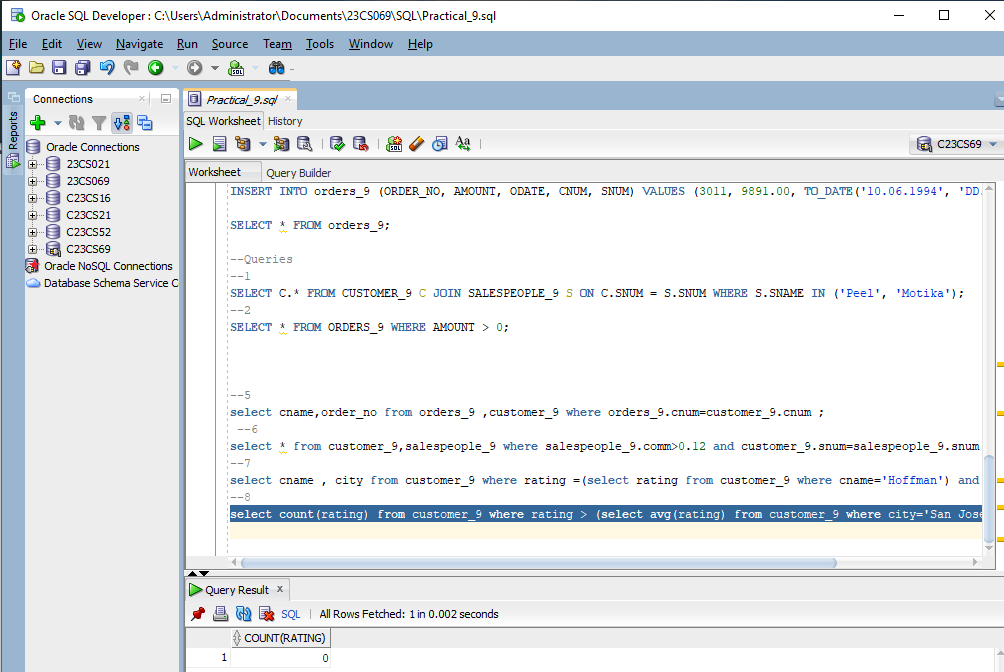 Oracle SQL Developer : C:\Users\Administrator\Documents\23CS069\SQL\Practical_9.sql
File Edit View Navigate Run Source Team Tools Window Help
Reports
Connections
Oracle Connections
23CS021
23CS069
C23CS16
C23CS21
C23CS52
C23CS69
Oracle NoSQL Connections
Database Schema Service C
Practical_9.sql
SQL Worksheet History
C23CS69
Worksheet Query Builder
INSERT INTO orders_9 (ORDER_NO, AMOUNT, ODATE, CNUM, SNUM) VALUES (3011, 9891.00, TO_DATE('10.06.1994', 'DD.
SELECT * FROM orders_9;
--Queries
--1
SELECT C.* FROM CUSTOMER_9 C JOIN SALESPEOPLE_9 S ON C.SNUM = S.SNUM WHERE S.SNAME IN ('Peel', 'Motika');
--2
SELECT * FROM ORDERS_9 WHERE AMOUNT > 0;
--5
select cname,order_no from orders_9 ,customer_9 where orders_9.cnum=customer_9.cnum ;
--6
select * from customer_9,salespeople_9 where salespeople_9.comm>0.12 and customer_9.snum=salespeople_9.snum
--7
select cname , city from customer_9 where rating =(select rating from customer_9 where cname='Hoffman') and
--8
select count(rating) from customer_9 where rating > (select avg(rating) from customer_9 where city='San Jose
Query Result
SQL | All Rows Fetched: 1 in 0.002 seconds
COUNT(RATING)
1 0